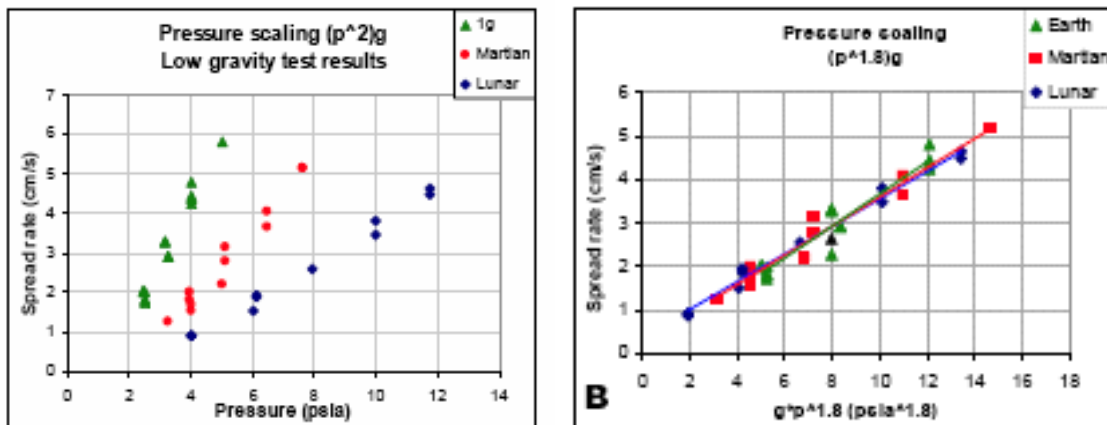 Pressure scaling (p^2)g
Low gravity test results
1g
Martian
Lunar
7
6
5
4
3
2
1
0
Spread rate (cm/s)
0 2 4 6 8 10 12 14
Pressure (psia)
Pressure scaling
(p^1.8)g
Earth
Martian
Lunar
6
5
4
3
2
1
0
Spread rate (cm/s)
0 2 4 6 8 10 12 14 16 18
B
g*p^1.8 (psia^1.8)